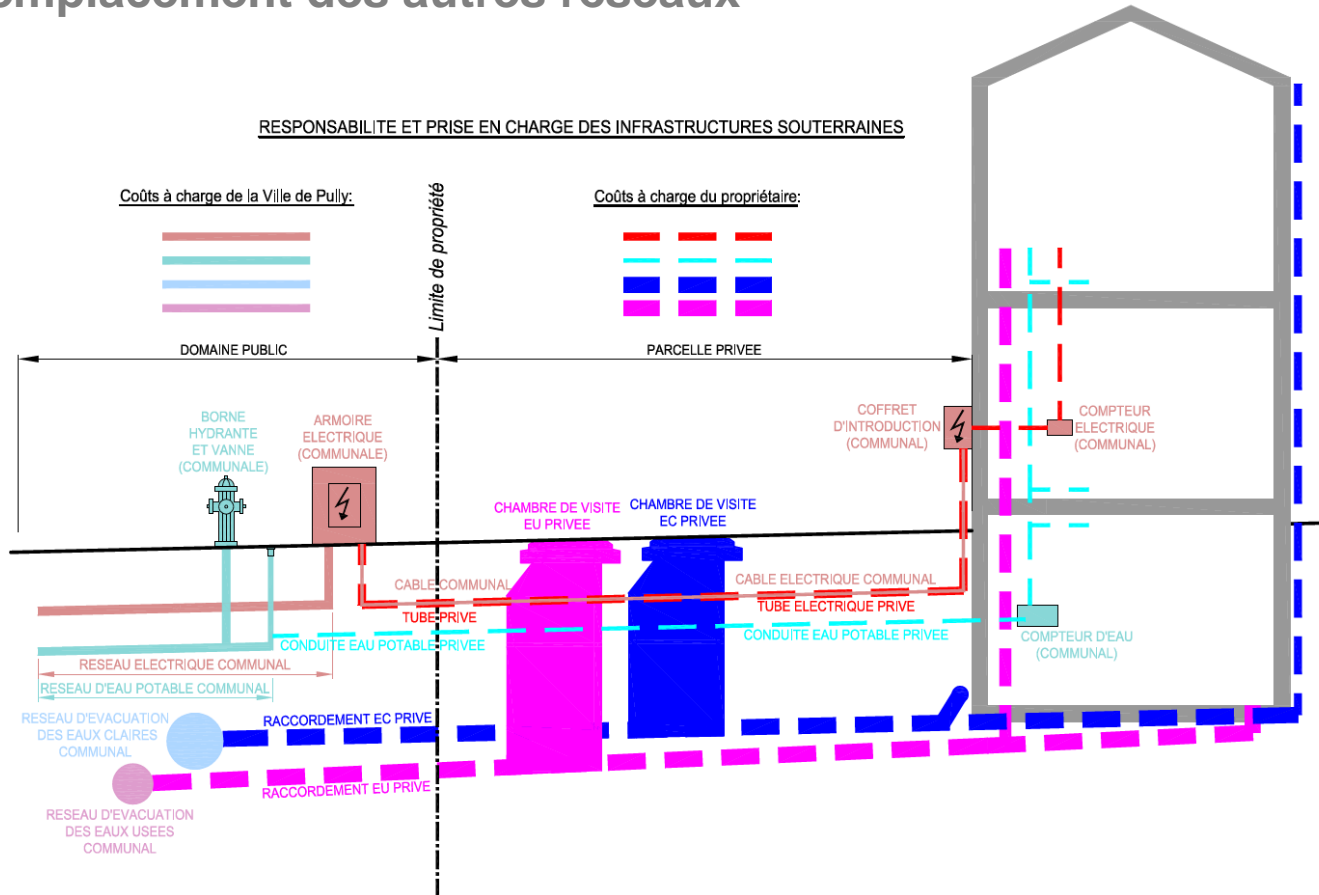 emplacement des autres réseaux
RESPONSABILITE ET PRISE EN CHARGE DES INFRASTRUCTURES SOUTERRAINES
Coûts à charge de la Ville de Pully:
Limite de propriété
Coûts à charge du propriétaire:
DOMAINE PUBLIC
PARCELLE PRIVEE
BORNE
HYDRANTE
ET VANNE
(COMMUNALE)
ARMOIRE
ELECTRIQUE
(COMMUNALE)
COFFRET
D'INTRODUCTION
(COMMUNAL)
COMPTEUR
ELECTRIQUE
(COMMUNAL)
CHAMBRE DE VISITE
EU PRIVEE
CHAMBRE DE VISITE
EC PRIVEE
CABLE COMMUNAL
TUBE PRIVE
CABLE ELECTRIQUE COMMUNAL
TUBE ELECTRIQUE PRIVE
CONDUITE EAU POTABLE PRIVEE
CONDUITE EAU POTABLE PRIVEE
COMPTEUR D'EAU
(COMMUNAL)
RESEAU ELECTRIQUE COMMUNAL
RESEAU D'EAU POTABLE COMMUNAL
RESEAU D'EVACUATION
DES EAUX CLAIRES
COMMUNAL
RACCORDEMENT EC PRIVE
RACCORDEMENT EU PRIVE
RESEAU D'EVACUATION
DES EAUX USEES
COMMUNAL